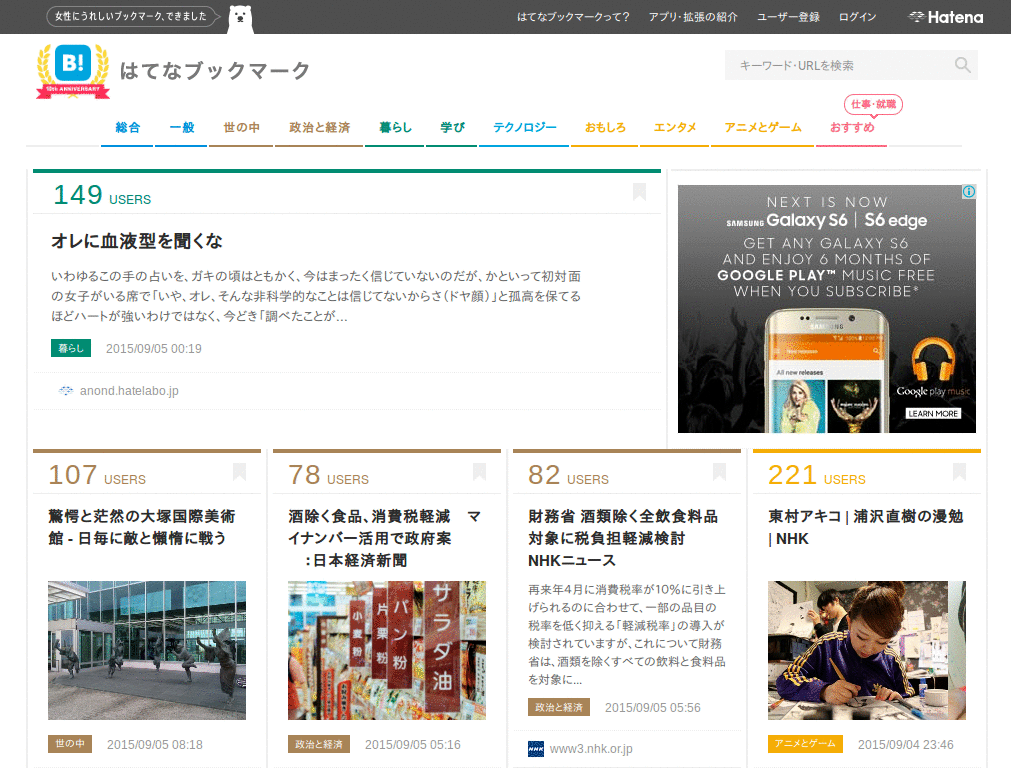 女性にうれしいブックマーク、できました
はてなブックマークって?
アプリ・拡張の紹介
ユーザー登録
ログイン
Hatena
B!
10th ANNIVERSARY
はてなブックマーク
キーワード・URLを検索
仕事・就職
総合
一般
世の中
政治と経済
暮らし
学び
テクノロジー
おもしろ
エンタメ
アニメとゲーム
おすすめ
149 USERS
オレに血液型を聞くな
いわゆるこの手の占いを、ガキの頃はともかく、今はまったく信じていないのだが、かといって初対面
の女子がいる席で「いや、オレ、そんな非科学的なことは信じてないからさ(ドヤ顔)」と孤高を保てる
ほどハートが強いわけではなく、今どき「調べたことが...
暮らし 2015/09/05 00:19
anond.hatelabo.jp
NEXT IS NOW
SAMSUNG Galaxy S6 | S6 edge
GET ANY GALAXY S6
AND ENJOY 6 MONTHS OF
GOOGLE PLAY™ MUSIC FREE
WHEN YOU SUBSCRIBE*
SAMSUNG
New releases
All new releases
Google play music
LEARN MORE
107 USERS
驚愕と茫然の大塚国際美術
館 - 日毎に敵と懶惰に戦う
世の中 2015/09/05 08:18
78 USERS
酒除く食品、消費税軽減 マ
イナンバー活用で政府案
:日本経済新聞
小麦粉
片栗粉
パン粉
サラダ油
政治と経済 2015/09/05 05:16
82 USERS
財務省 酒類除く全飲食料品
対象に税負担軽減検討
NHKニュース
再来年4月に消費税率が10%に引き上
げられるのに合わせて、一部の品目の
税率を低く抑える「軽減税率」の導入が
検討されていますが、これについて財務
省は、酒類を除くすべての飲料と食料品
を対象に...
政治と経済 2015/09/05 05:56
NHK www3.nhk.or.jp
221 USERS
東村アキコ | 浦沢直樹の漫勉
| NHK
アニメとゲーム 2015/09/04 23:46